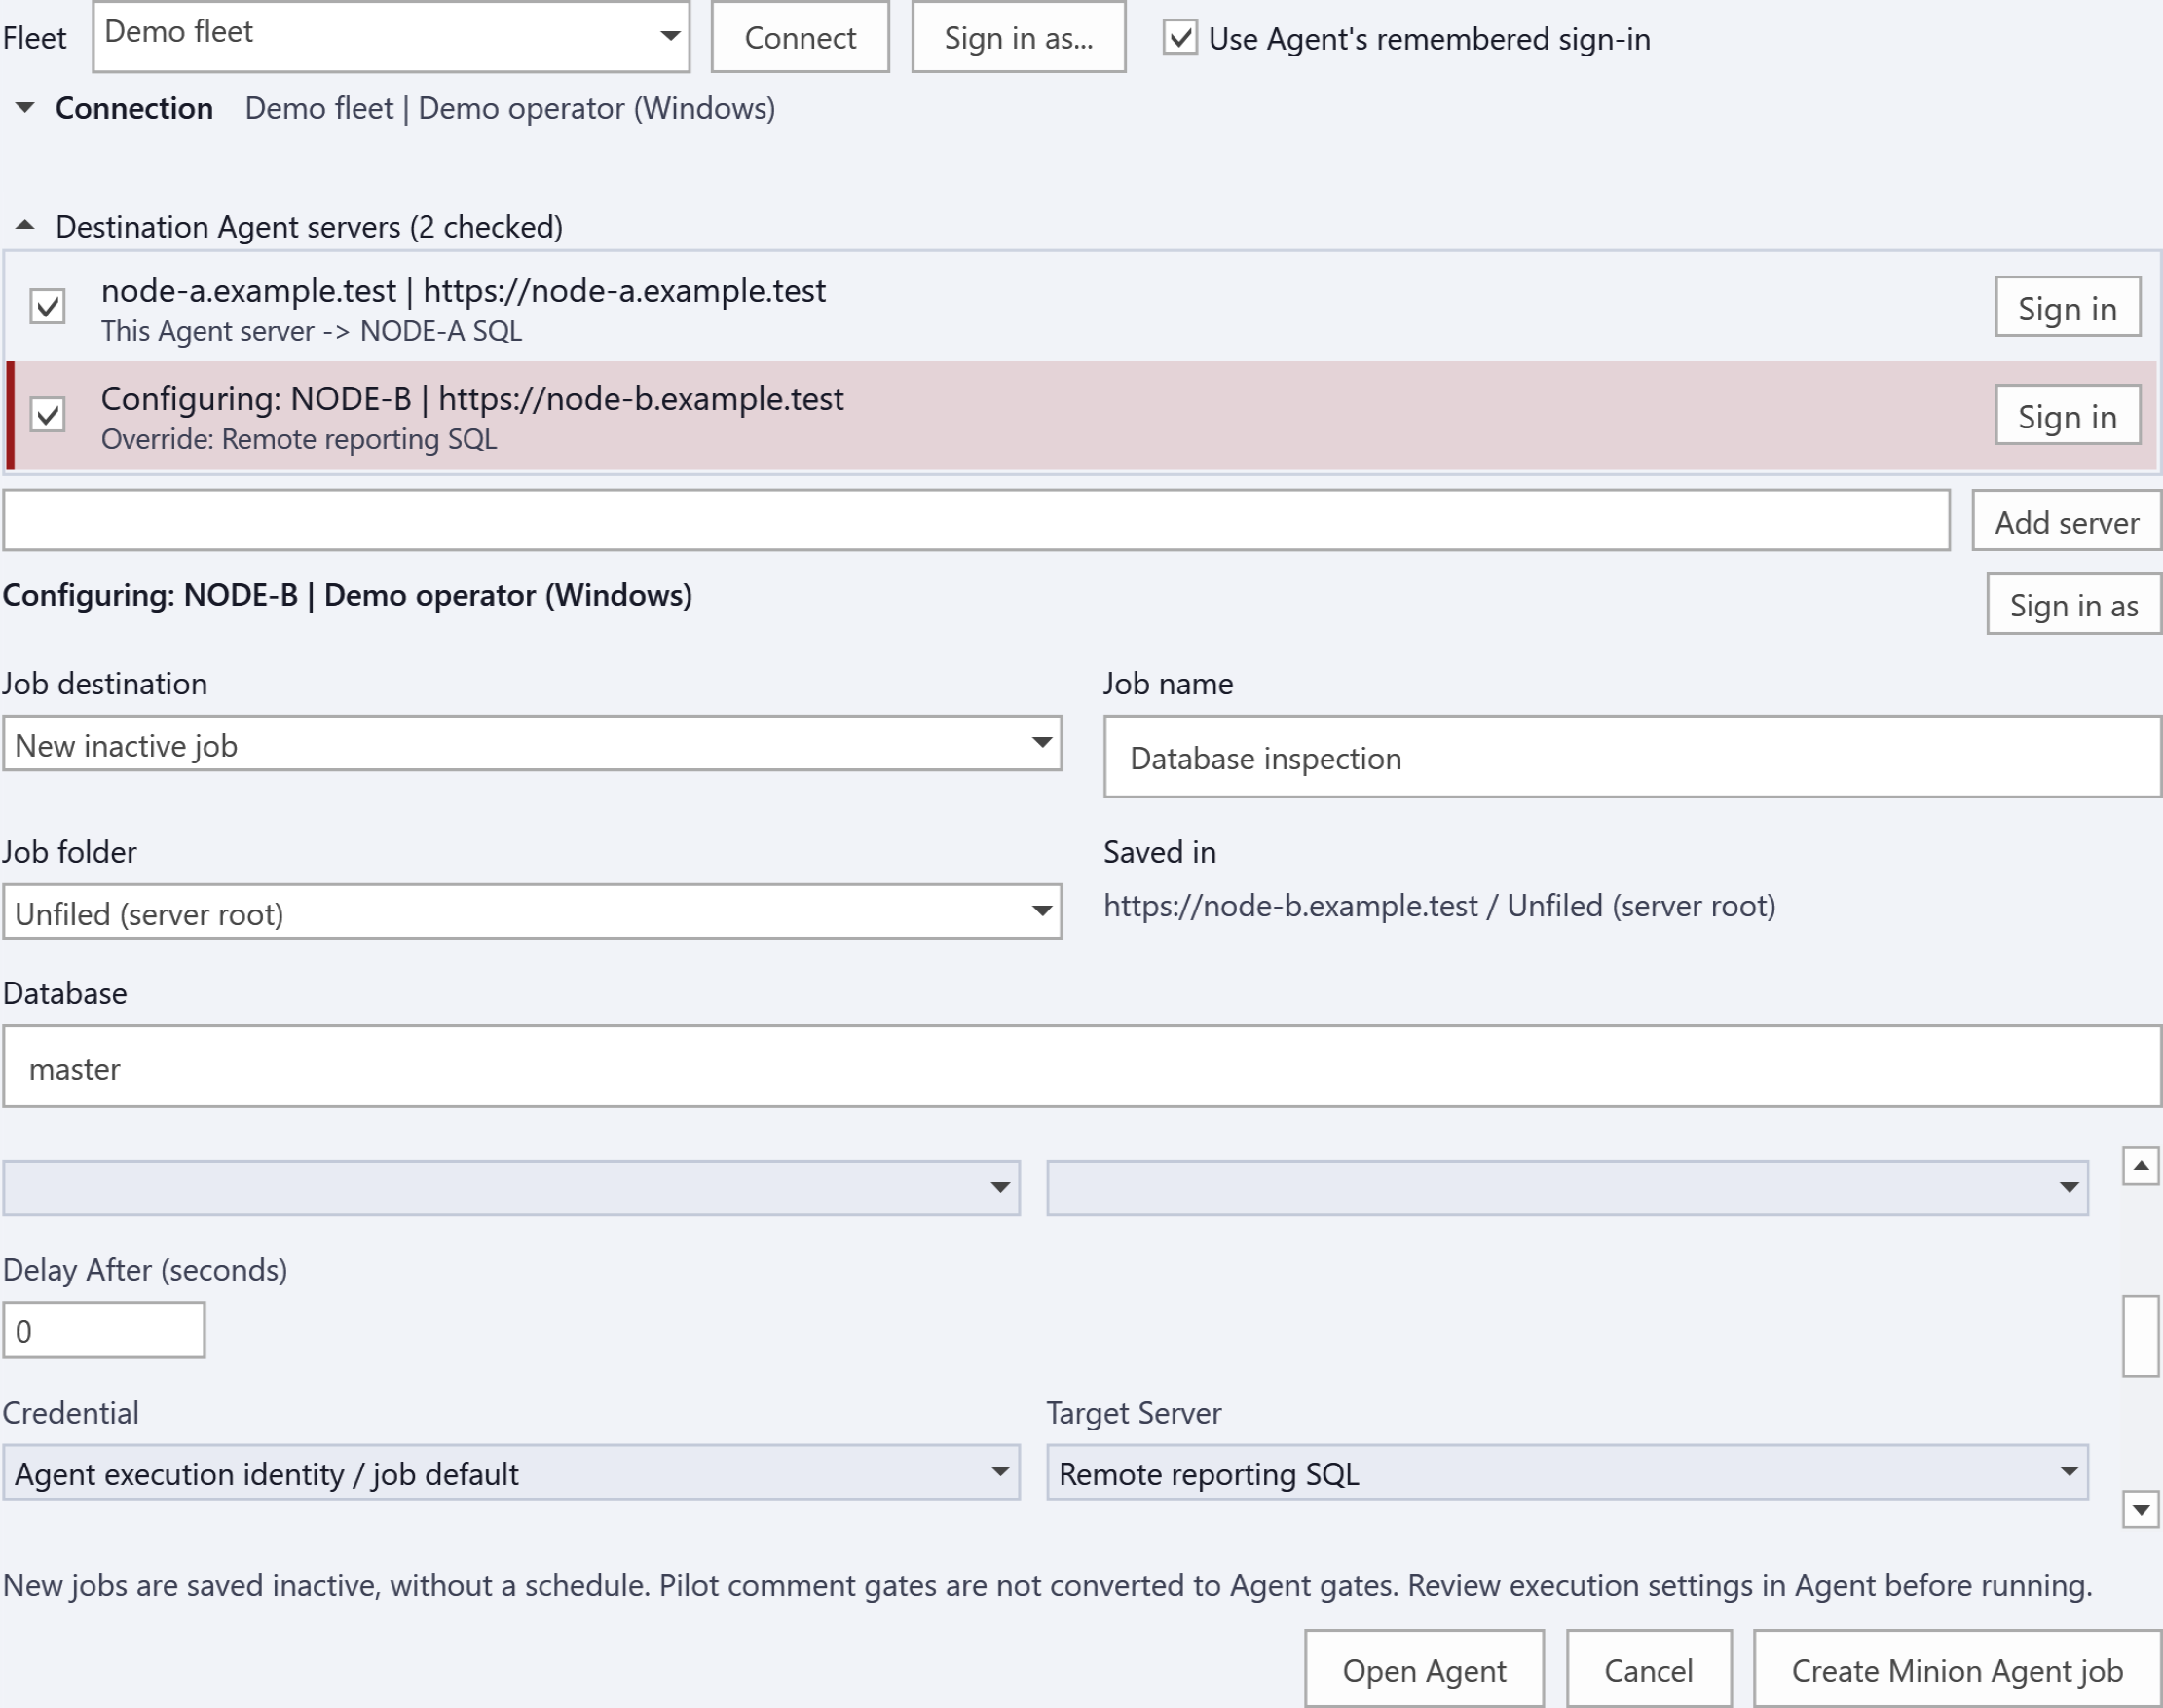 Fleet Demo fleet Connect Sign in as... Use Agent's remembered sign-in
Connection Demo fleet | Demo operator (Windows)
Destination Agent servers (2 checked)
node-a.example.test | https://node-a.example.test
This Agent server -> NODE-A SQL
Sign in
Configuring: NODE-B | https://node-b.example.test
Override: Remote reporting SQL
Sign in
Add server
Configuring: NODE-B | Demo operator (Windows)
Sign in as
Job destination
Job name
New inactive job
Database inspection
Job folder
Saved in
Unfiled (server root)
https://node-b.example.test / Unfiled (server root)
Database
master
Delay After (seconds)
0
Credential
Target Server
Agent execution identity / job default
Remote reporting SQL
New jobs are saved inactive, without a schedule. Pilot comment gates are not converted to Agent gates. Review execution settings in Agent before running.
Open Agent Cancel Create Minion Agent job